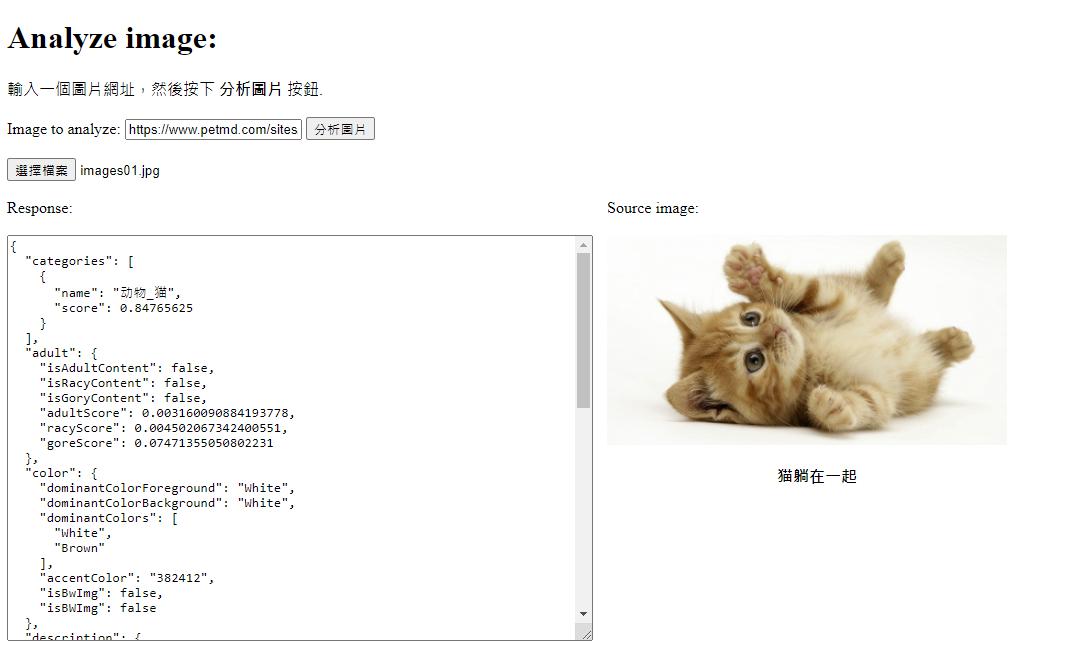 Analyze image:
輸入一個圖片網址，然後按下 分析圖片 按鈕.
Image to analyze: https://www.petmd.com/sites 分析圖片
選擇檔案 images01.jpg
Response:
Source image:
{
  "categories": [
    {
      "name": "动物_猫",
      "score": 0.84765625
    }
  ],
  "adult": {
    "isAdultContent": false,
    "isRacyContent": false,
    "isGoryContent": false,
    "adultScore": 0.003160090884193778,
    "racyScore": 0.004502067342400551,
    "goreScore": 0.07471355050802231
  },
  "color": {
    "dominantColorForeground": "White",
    "dominantColorBackground": "White",
    "dominantColors": [
      "White",
      "Brown"
    ],
    "accentColor": "382412",
    "isBwImg": false,
    "isBWImg": false
  },
  "description": {
猫躺在一起